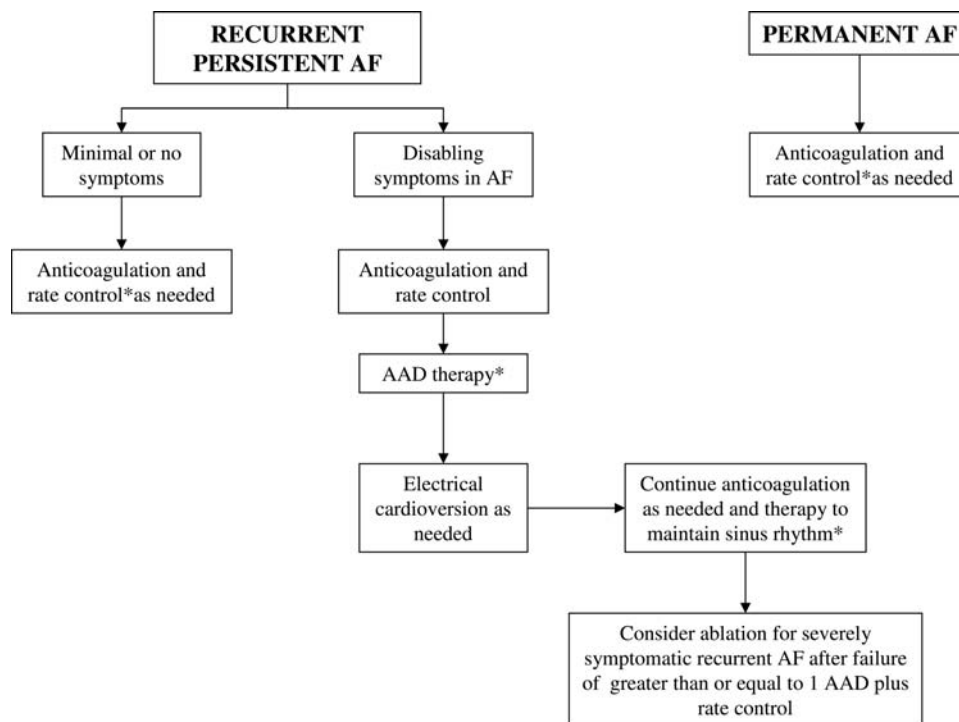 RECURRENT
PERSISTENT AF
PERMANENT AF
Minimal or no
symptoms
Disabling
symptoms in AF
Anticoagulation and
rate control*as needed
Anticoagulation and
rate control*as needed
Anticoagulation and
rate control
AAD therapy*
Electrical
cardioversion as
needed
Continue anticoagulation
as needed and therapy to
maintain sinus rhythm*
Consider ablation for severely
symptomatic recurrent AF after failure
of greater than or equal to 1 AAD plus
rate control